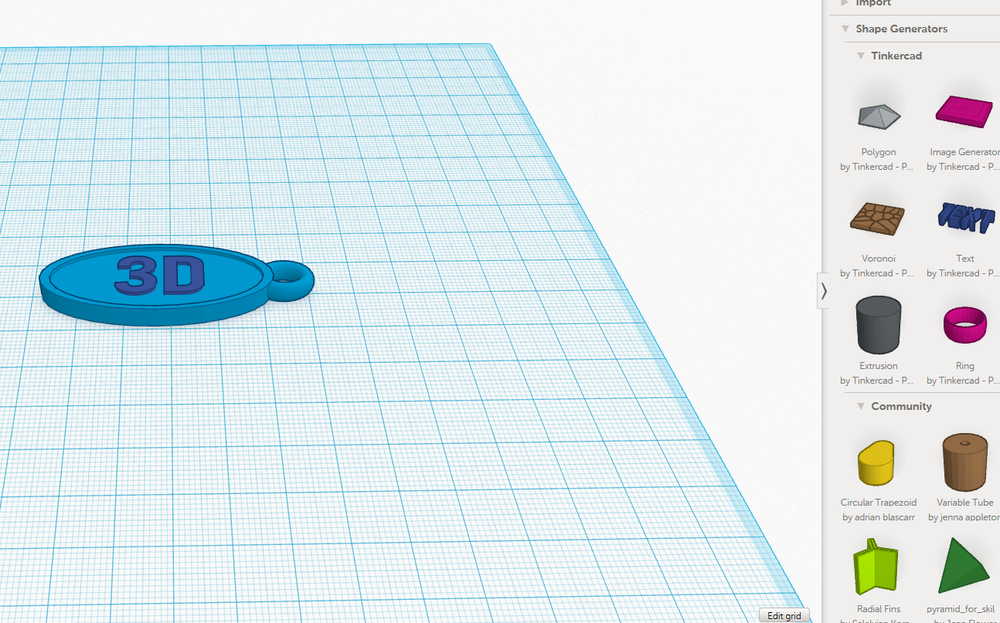 3D
Import
Shape Generators
Tinkercad
Polygon
by Tinkercad - P...
Image Generator
by Tinkercad - P...
Voronoi
by Tinkercad - P...
TEXT
Text
by Tinkercad - P...
Extrusion
by Tinkercad - P...
Ring
by Tinkercad - P...
Community
Circular Trapezoid
by adrian blascarr
Variable Tube
by jenna appleton
Radial Fins
pyramid_for_skil
Edit grid